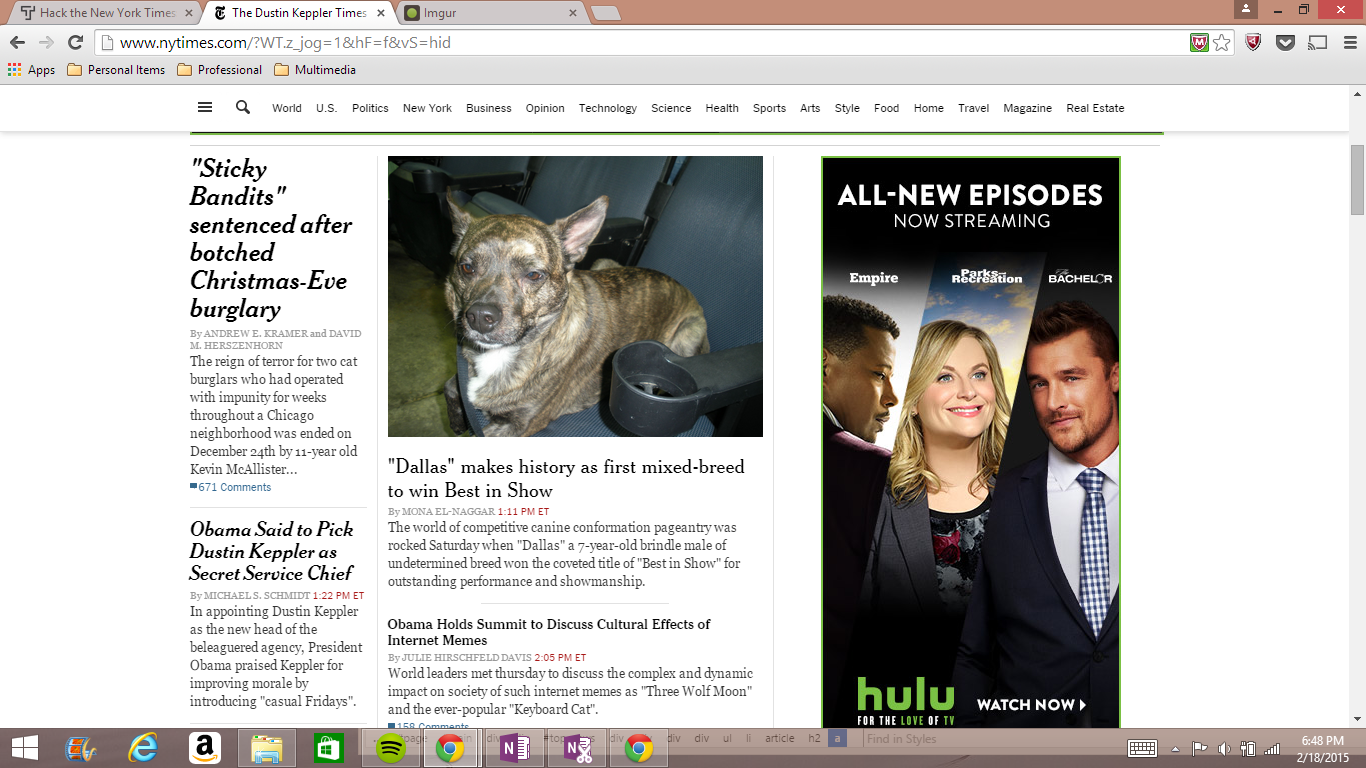 Hack the New York Times
The Dustin Keppler Times
Imgur
www.nytimes.com/?WT.z_jog=1&hF=f&vS=hid
Apps
Personal Items
Professional
Multimedia
World U.S. Politics New York Business Opinion Technology Science Health Sports Arts Style Food Home Travel Magazine Real Estate
"Sticky
Bandits"
sentenced after
botched
Christmas-Eve
burglary
By ANDREW E. KRAMER and DAVID
M. HERSZENHORN
The reign of terror for two cat
burglars who had operated
with impunity for weeks
throughout a Chicago
neighborhood was ended on
December 24th by 11-year old
Kevin McAllister...
671 Comments
Obama Said to Pick
Dustin Keppler as
Secret Service Chief
By MICHAEL S. SCHMIDT 1:22 PM ET
In appointing Dustin Keppler
as the new head of the
beleaguered agency, President
Obama praised Keppler for
improving morale by
introducing "casual Fridays".
"Dallas" makes history as first mixed-breed
to win Best in Show
By MONA EL-NAGGAR 1:11 PM ET
The world of competitive canine conformation pageantry was
rocked Saturday when "Dallas" a 7-year-old brindle male of
undetermined breed won the coveted title of "Best in Show" for
outstanding performance and showmanship.
Obama Holds Summit to Discuss Cultural Effects of
Internet Memes
By JULIE HIRSCHFELD DAVIS 2:05 PM ET
World leaders met thursday to discuss the complex and dynamic
impact on society of such internet memes as "Three Wolf Moon"
and the ever-popular "Keyboard Cat".
158 Comments
ALL-NEW EPISODES
NOW STREAMING
Empire
Parks and Recreation
The BACHELOR
hulu
FOR THE LOVE OF TV
WATCH NOW
div div ul li article h2 a
Find in Styles
6:48 PM
2/18/2015